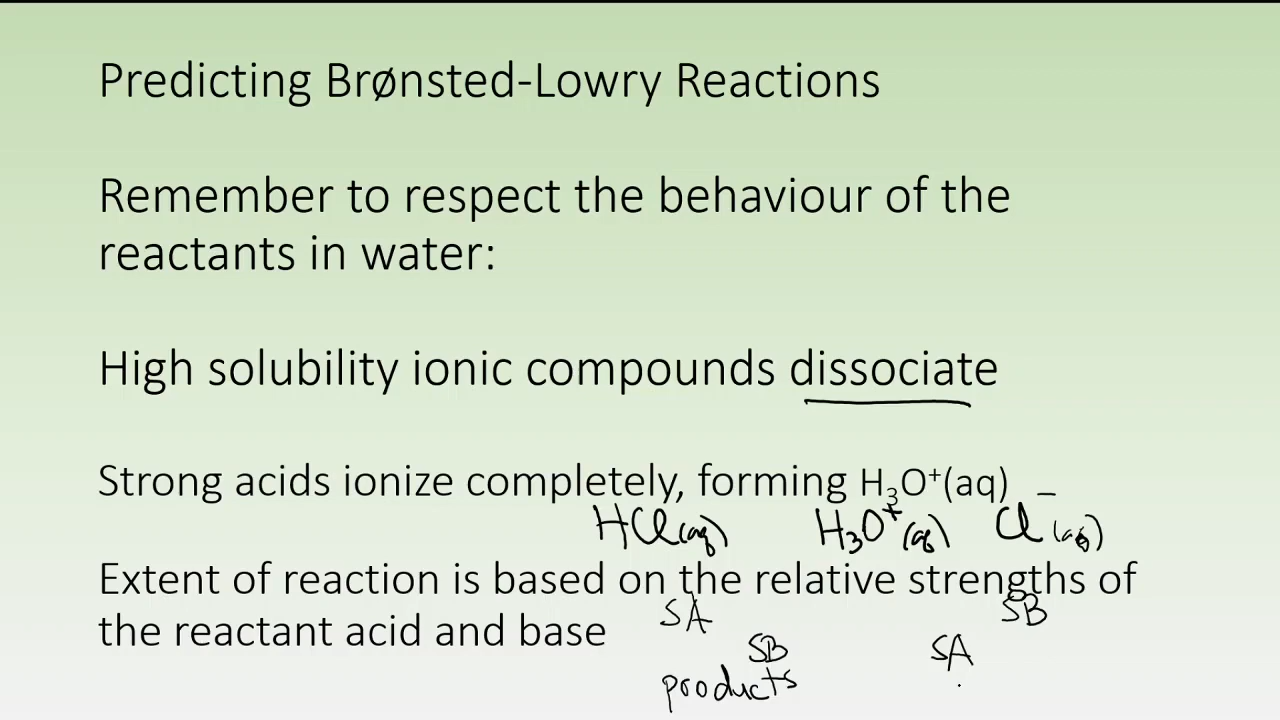 Predicting Brønsted-Lowry Reactions
Remember to respect the behaviour of the
reactants in water:
High solubility ionic compounds dissociate
Strong acids ionize completely, forming H₃O⁺(aq)
HCl(aq) H₃O⁺(aq) Cl⁻(aq)
Extent of reaction is based on the relative strengths of
the reactant acid and base
SA SB
SB SA
products